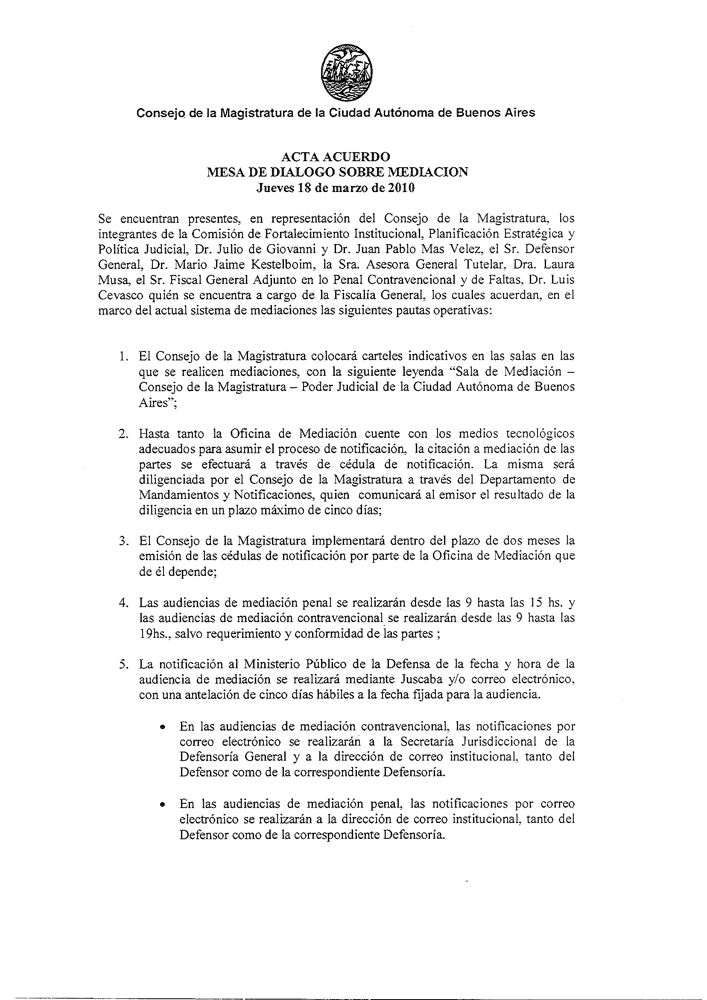 Consejo de la Magistratura de la Ciudad Autónoma de Buenos Aires
ACTA ACUERDO
MESA DE DIALOGO SOBRE MEDIACION
Jueves 18 de marzo de 2010
Se encuentran presentes, en representación del Consejo de la Magistratura, los
integrantes de la Comisión de Fortalecimiento Institucional, Planificación Estratégica y
Política Judicial, Dr. Julio de Giovanni y Dr. Juan Pablo Mas Velez, el Sr. Defensor
General, Dr. Mario Jaime Kestelboim, la Sra. Asesora General Tutelar, Dra. Laura
Musa, el Sr. Fiscal General Adjunto en lo Penal Contravencional y de Faltas, Dr. Luis
Cevasco quién se encuentra a cargo de la Fiscalía General, los cuales acuerdan, en el
marco del actual sistema de mediaciones las siguientes pautas operativas:
1. El Consejo de la Magistratura colocará carteles indicativos en las salas en las
que se realicen mediaciones, con la siguiente leyenda “Sala de Mediación –
Consejo de la Magistratura – Poder Judicial de la Ciudad Autónoma de Buenos
Aires”;
2. Hasta tanto la Oficina de Mediación cuente con los medios tecnológicos
adecuados para asumir el proceso de notificación, la citación a mediación de las
partes se efectuará a través de cédula de notificación. La misma será
diligenciada por el Consejo de la Magistratura a través del Departamento de
Mandamientos y Notificaciones, quien comunicará al emisor el resultado de la
diligencia en un plazo máximo de cinco días;
3. El Consejo de la Magistratura implementará dentro del plazo de dos meses la
emisión de las cédulas de notificación por parte de la Oficina de Mediación que
de él depende;
4. Las audiencias de mediación penal se realizarán desde las 9 hasta las 15 hs. y
las audiencias de mediación contravencional se realizarán desde las 9 hasta las
19hs., salvo requerimiento y conformidad de las partes ;
5. La notificación al Ministerio Público de la Defensa de la fecha y hora de la
audiencia de mediación se realizará mediante Juscaba y/o correo electrónico,
con una antelación de cinco días hábiles a la fecha fijada para la audiencia.
• En las audiencias de mediación contravencional, las notificaciones por
correo electrónico se realizarán a la Secretaría Jurisdiccional de la
Defensoría General y a la dirección de correo institucional, tanto del
Defensor como de la correspondiente Defensoría.
• En las audiencias de mediación penal, las notificaciones por correo
electrónico se realizarán a la dirección de correo institucional, tanto del
Defensor como de la correspondiente Defensoría.